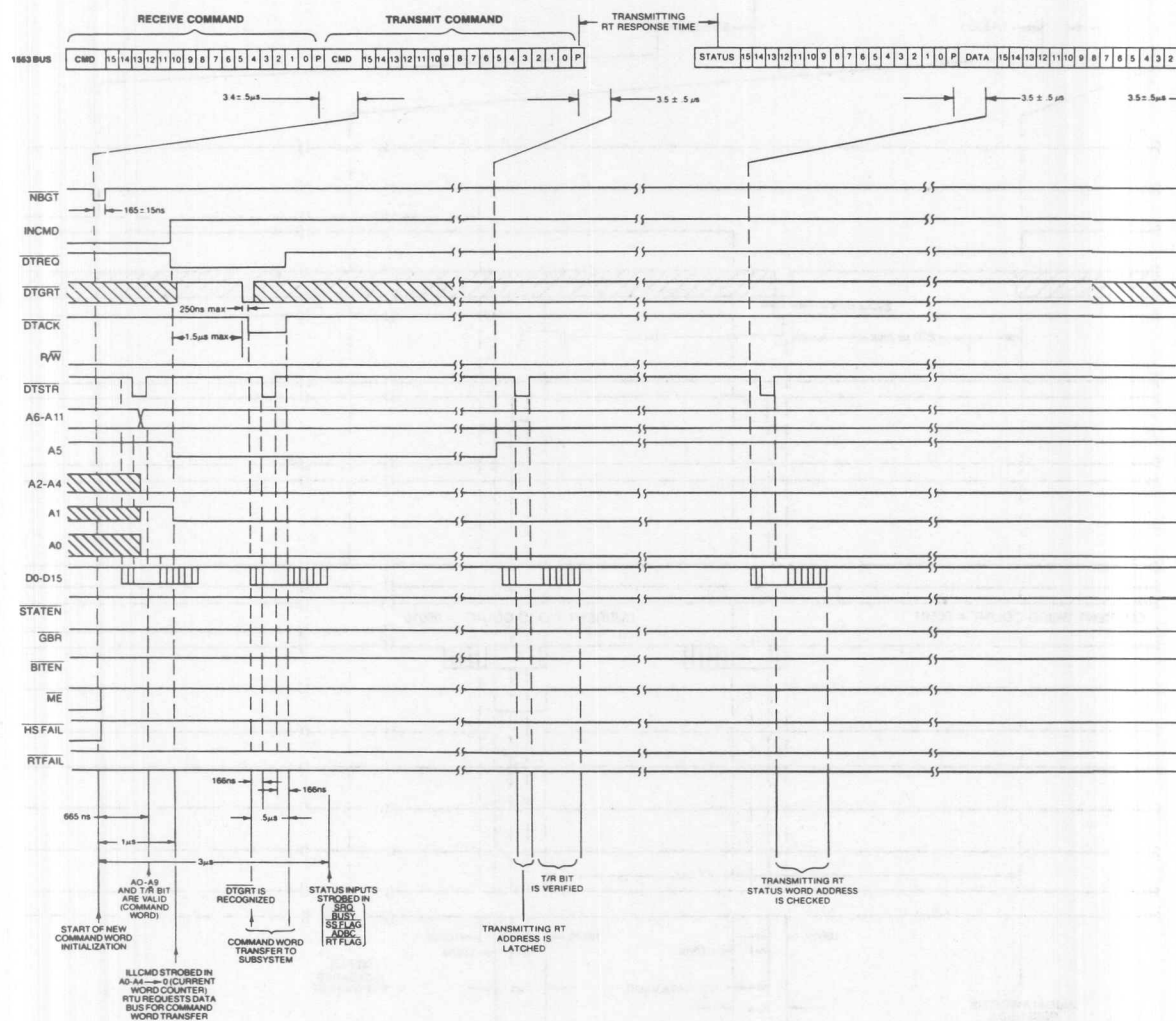 RECEIVE COMMAND
TRANSMIT COMMAND
TRANSMITTING
RT RESPONSE TIME
1553 BUS
CMD 15 14 13 12 11 10 9 8 7 6 5 4 3 2 1 0 P CMD 15 14 13 12 11 10 9 8 7 6 5 4 3 2 1 0 P
STATUS 15 14 13 12 11 10 9 8 7 6 5 4 3 2 1 0 P DATA 15 14 13 12 11 10 9 8 7 6 5 4 3 2
3.4 ± .5µs
3.5 ± .5 µs
3.5 ± .5 µs
3.5 ± .5µs
NBGT
165±15ns
INCMD
DTREQ
DTGRT
250ns max
DTACK
1.5µs max
R/W
DTSTR
A6-A11
A5
A2-A4
A1
A0
D0-D15
STATEN
GBR
BITEN
ME
HSFAIL
RTFAIL
166ns
166ns
665 ns
.5µs
1µs
3µs
A0-A9
AND T/R BIT
ARE VALID
(COMMAND
WORD)
DTGRT IS
RECOGNIZED
STATUS INPUTS
STROBED IN
SRQ
BUSY
SS FLAG
ADBC
RT FLAG
T/R BIT
IS VERIFIED
TRANSMITTING RT
STATUS WORD ADDRESS
IS CHECKED
START OF NEW
COMMAND WORD
INITIALIZATION
COMMAND WORD
TRANSFER TO
SUBSYSTEM
TRANSMITTING RT
ADDRESS IS
LATCHED
ILLCMD STROBED IN
A0-A4 → 0 (CURRENT
WORD COUNTER)
RTU REQUESTS DATA
BUS FOR COMMAND
WORD TRANSFER